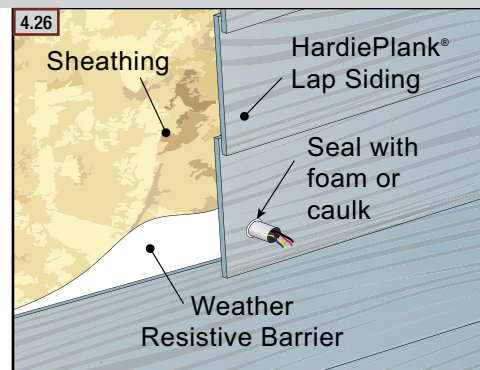 4.26
Sheathing
HardiePlank®
Lap Siding
Seal with
foam or
caulk
Weather
Resistive Barrier